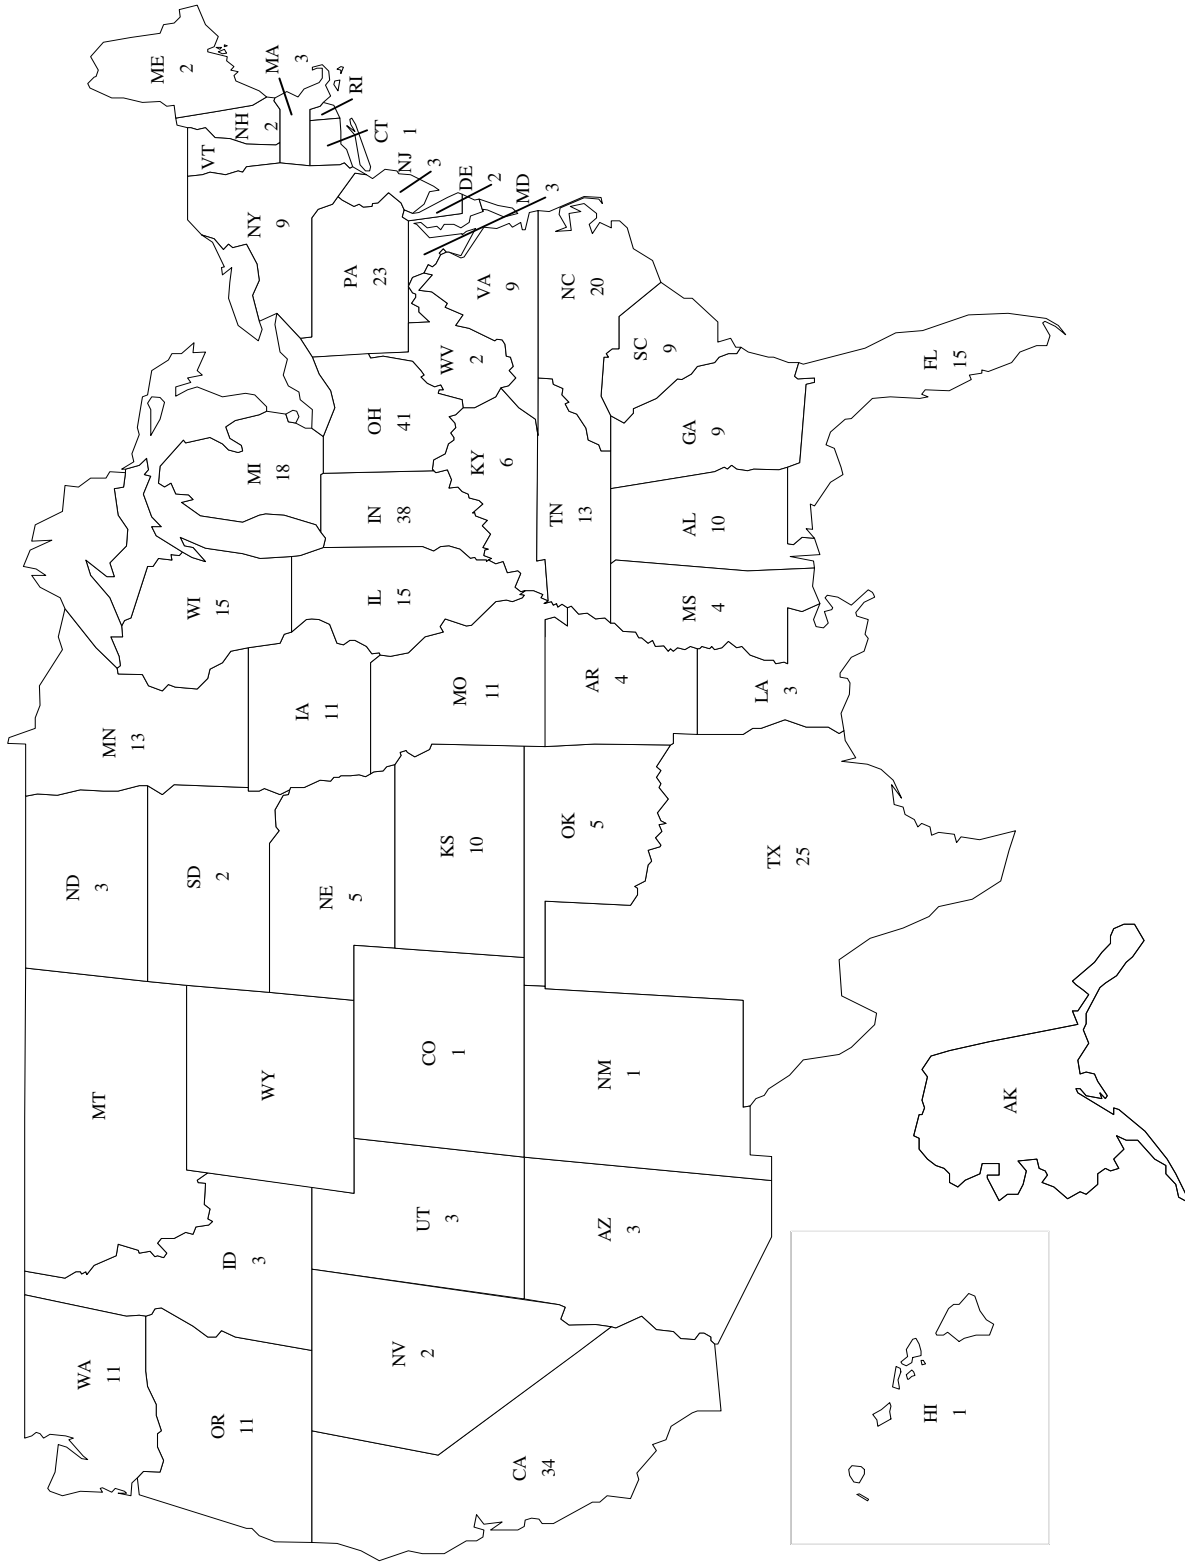 WA
11
OR
11
CA
34
NV
2
ID
3
MT
WY
UT
3
AZ
3
CO
1
NM
1
ND
3
SD
2
NE
5
KS
10
OK
5
TX
25
MN
13
IA
11
MO
11
AR
4
LA
3
WI
15
IL
15
MS
4
MI
18
IN
38
OH
41
KY
6
TN
13
AL
10
GA
9
FL
15
SC
9
NC
20
VA
9
WV
2
PA
23
NY
9
VT
NH
2
ME
2
MA
3
RI
CT
1
NJ
3
DE
2
MD
3
AK
HI
1